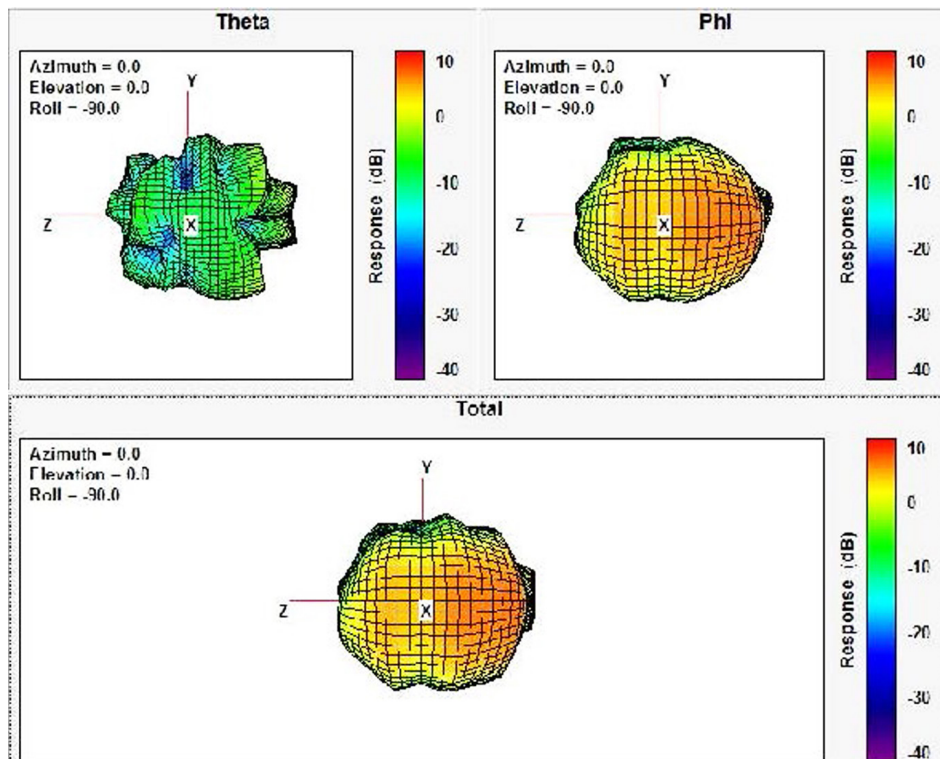 Theta
Azimuth = 0.0
Elevation = 0.0
Roll = -90.0
Y
Z
X
10
0
-10
-20
-30
-40
Response (dB)
Phi
Azimuth = 0.0
Elevation = 0.0
Roll = -90.0
Y
Z
X
10
0
-10
-20
-30
-40
Response (dB)
Total
Azimuth = 0.0
Elevation = 0.0
Roll = -90.0
Y
Z
X
10
0
-10
-20
-30
-40
Response (dB)